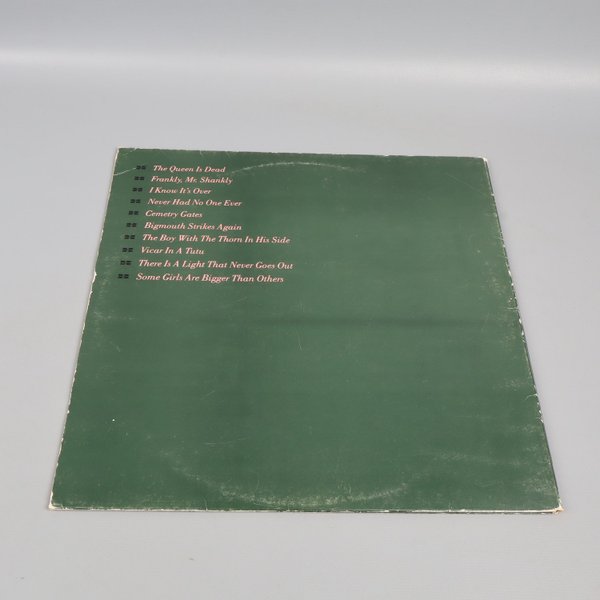 The Queen Is Dead
Frankly, Mr. Shankly
I Know It's Over
Never Had No One Ever
Cemetry Gates
Bigmouth Strikes Again
The Boy With The Thorn In His Side
Vicar In A Tutu
There Is A Light That Never Goes Out
Some Girls Are Bigger Than Others